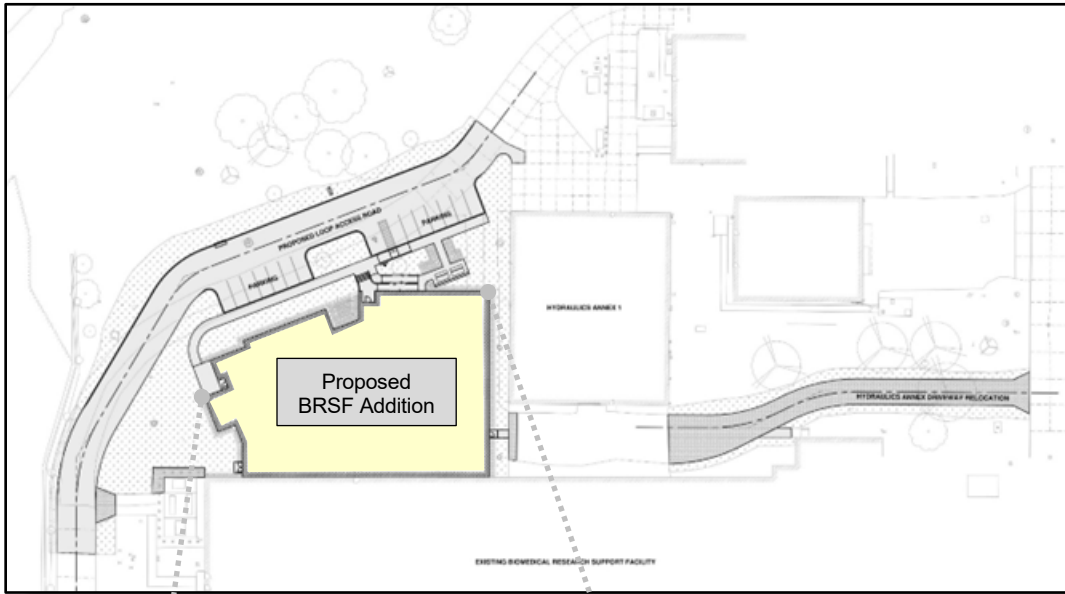 PROPOSED LOOP ACCESS ROAD
PARKING
PARKING
HYDRAULICS ANNEX 1
Proposed
BRSF Addition
HYDRAULICS ANNEX DRIVEWAY RELOCATION
EXISTING BIOMEDICAL RESEARCH SUPPORT FACILITY